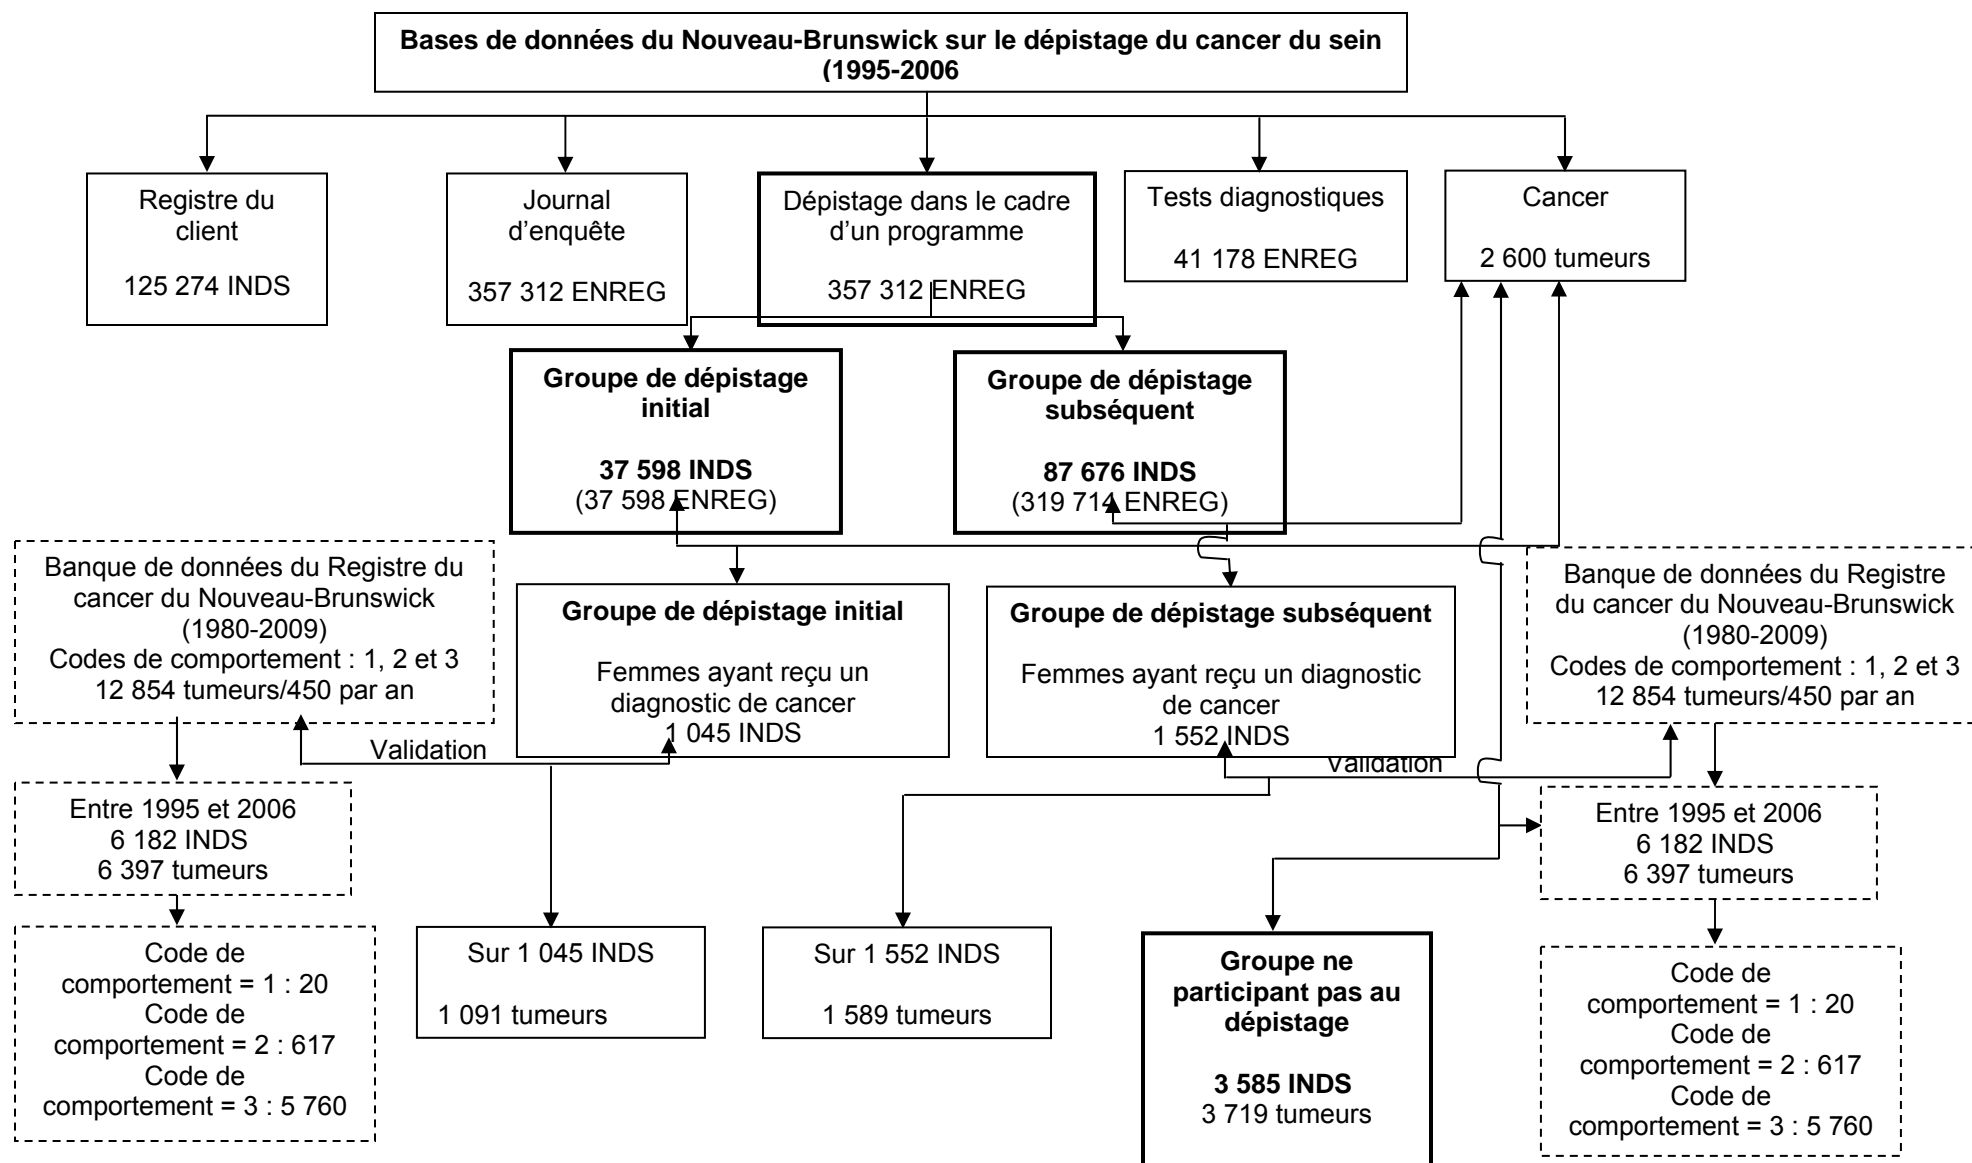 Bases de données du Nouveau-Brunswick sur le dépistage du cancer du sein
(1995-2006
Registre du
client
125 274 INDS
Journal
d’enquête
357 312 ENREG
Dépistage dans le cadre
d’un programme
357 312 ENREG
Tests diagnostiques
41 178 ENREG
Cancer
2 600 tumeurs
Groupe de dépistage
initial
37 598 INDS
(37 598 ENREG)
Groupe de dépistage
subséquent
87 676 INDS
(319 714 ENREG)
Banque de données du Registre du
cancer du Nouveau-Brunswick
(1980-2009)
Codes de comportement : 1, 2 et 3
12 854 tumeurs/450 par an
Groupe de dépistage initial
Femmes ayant reçu un
diagnostic de cancer
1 045 INDS
Groupe de dépistage subséquent
Femmes ayant reçu un diagnostic
de cancer
1 552 INDS
Banque de données du Registre
du cancer du Nouveau-Brunswick
(1980-2009)
Codes de comportement : 1, 2 et 3
12 854 tumeurs/450 par an
Validation
Validation
Entre 1995 et 2006
6 182 INDS
6 397 tumeurs
Entre 1995 et 2006
6 182 INDS
6 397 tumeurs
Code de
comportement = 1 : 20
Code de
comportement = 2 : 617
Code de
comportement = 3 : 5 760
Sur 1 045 INDS
1 091 tumeurs
Sur 1 552 INDS
1 589 tumeurs
Groupe ne
participant pas au
dépistage
3 585 INDS
3 719 tumeurs
Code de
comportement = 1 : 20
Code de
comportement = 2 : 617
Code de
comportement = 3 : 5 760